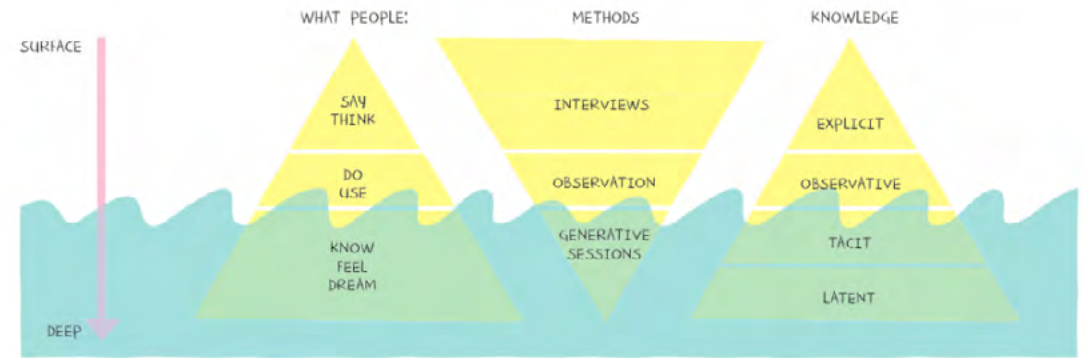 WHAT PEOPLE:
METHODS
KNOWLEDGE
SURFACE
SAY
THINK
INTERVIEWS
EXPLICIT
DO
USE
OBSERVATION
OBSERVATIVE
KNOW
FEEL
DREAM
GENERATIVE
SESSIONS
TACIT
LATENT
DEEP